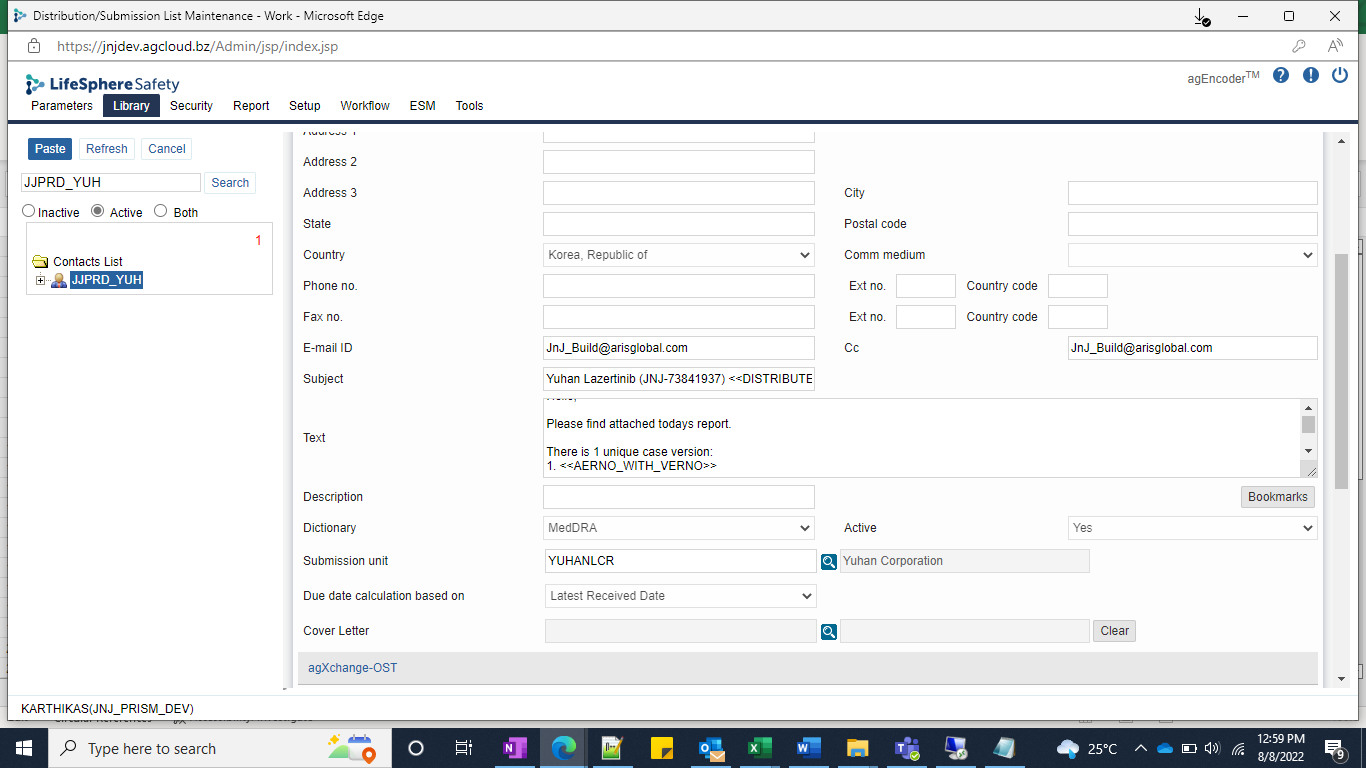 Distribution/Submission List Maintenance - Work - Microsoft Edge
https://jnjdev.agcloud.bz/Admin/jsp/index.jsp
LifeSphere Safety
agEncoder™
Parameters Library Security Report Setup Workflow ESM Tools
Paste Refresh Cancel
JJPRD_YUH Search
Inactive Active Both
1
Contacts List
JJPRD_YUH
Address 1
Address 2
Address 3 City
State Postal code
Country Korea, Republic of Comm medium
Phone no. Ext no. Country code
Fax no. Ext no. Country code
E-mail ID JnJ_Build@arisglobal.com Cc JnJ_Build@arisglobal.com
Subject Yuhan Lazertinib (JNJ-73841937) <<DISTRIBUTE
Hello,
Please find attached todays report.
Text
There is 1 unique case version:
1. <<AERNO_WITH_VERNO>>
Description Bookmarks
Dictionary MedDRA Active Yes
Submission unit YUHANLCR Yuhan Corporation
Due date calculation based on Latest Received Date
Cover Letter Clear
agXchange-OST
KARTHIKAS(JNJ_PRISM_DEV)
Type here to search
25°C
12:59 PM
8/8/2022
9